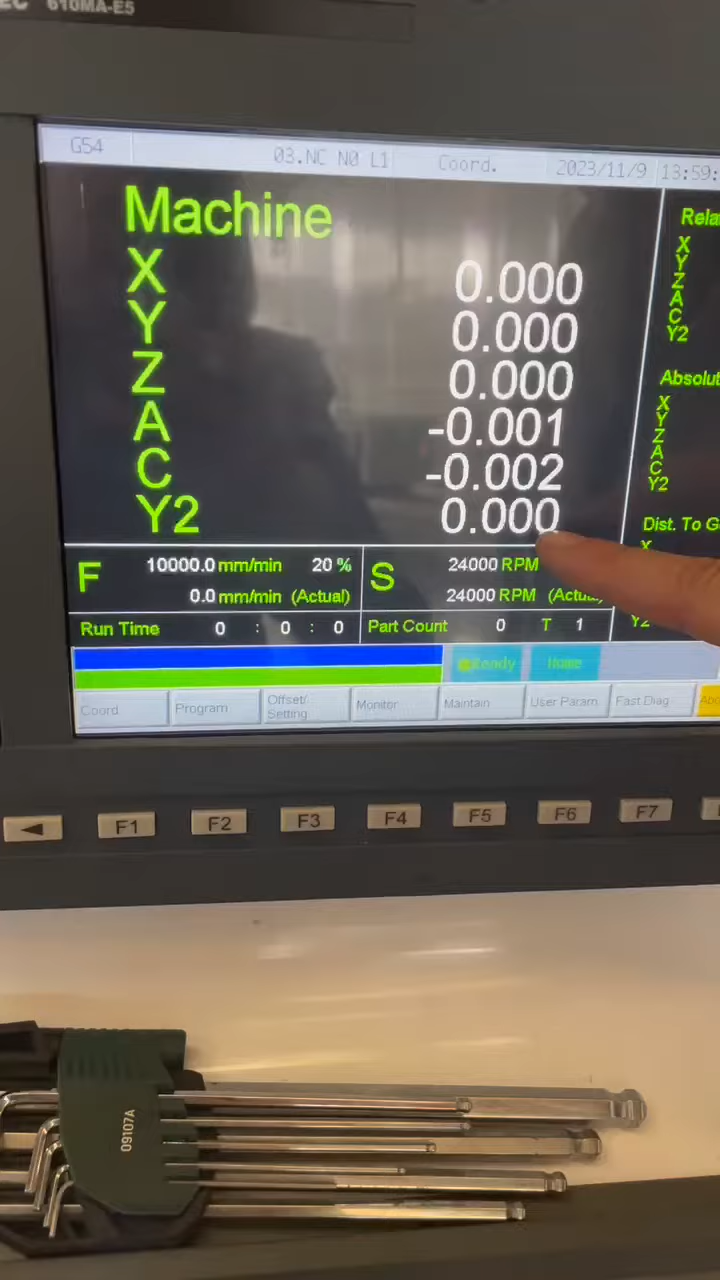 610MA-E5
G54 03.NC N0 L1 Coord. 2023/11/9 13:59:
Machine
X 0.000
Y 0.000
Z 0.000
A -0.001
C -0.002
Y2 0.000
Rela
X
Y
Z
A
C
Y2
Absolut
X
Y
Z
A
C
Y2
Dist. To G
X
Y2
F 10000.0 mm/min 20 %
0.0 mm/min (Actual)
S 24000 RPM
24000 RPM (Actu
Run Time 0 : 0 : 0 Part Count 0 T 1
Ready Home
Coord Program Offset/ Setting Monitor Maintain User Param Fast Diag
F1 F2 F3 F4 F5 F6 F7
09107A